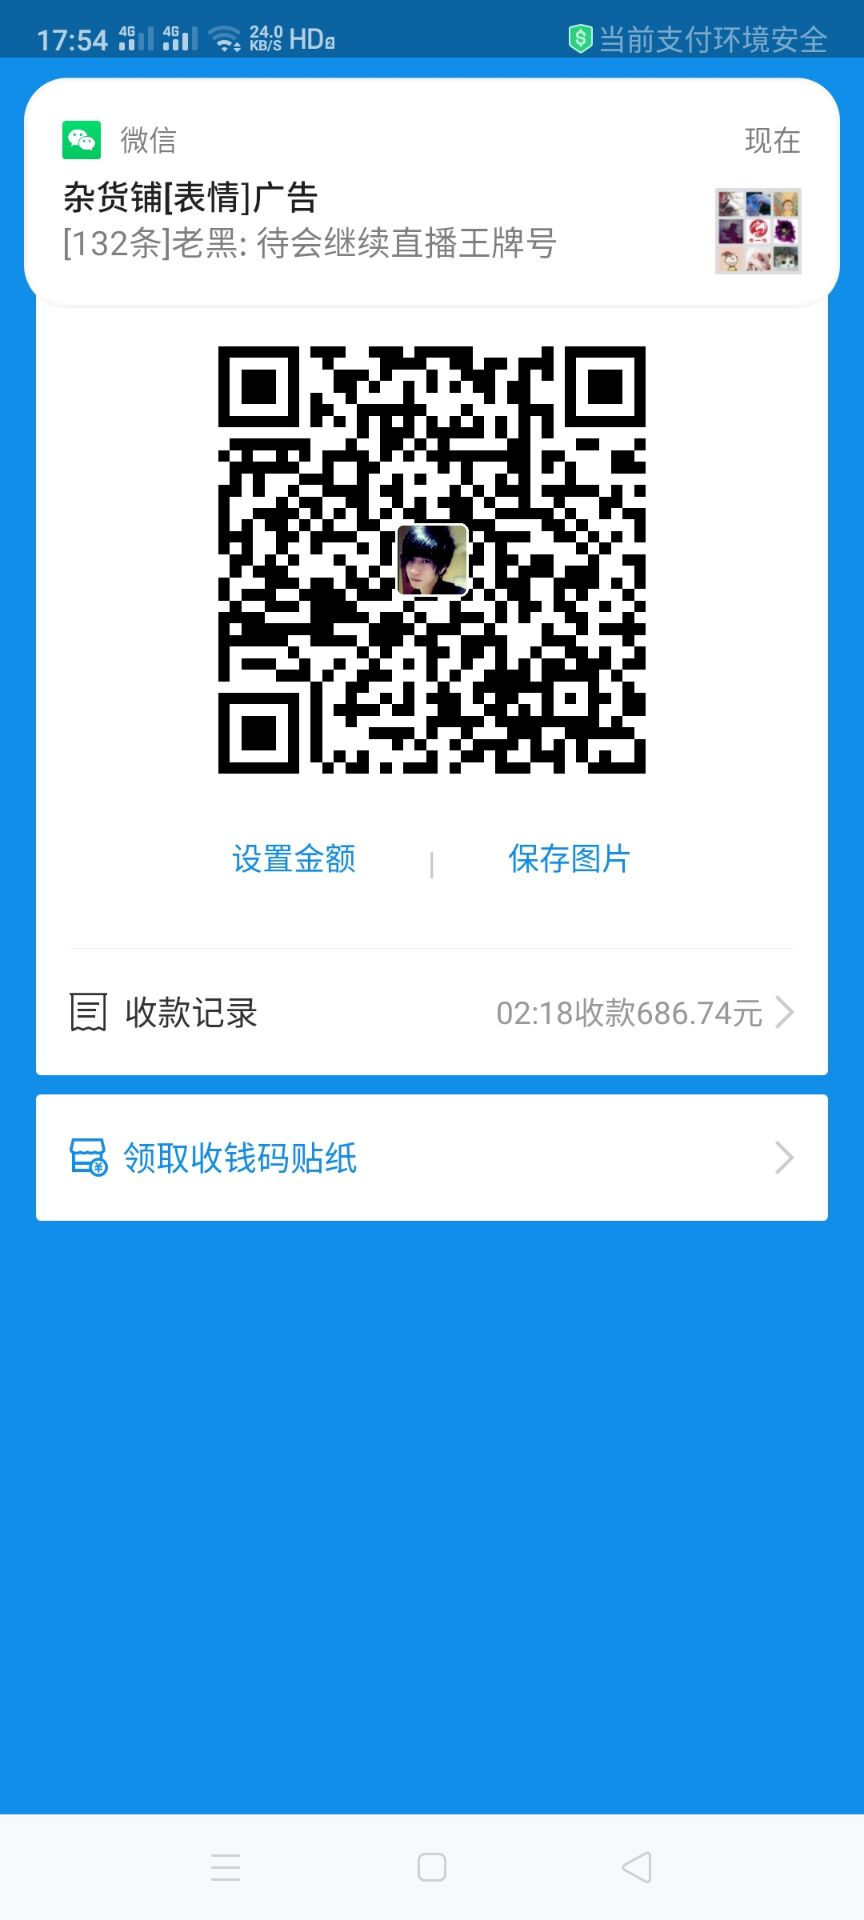 17:54 4G 4G 24.0 KB/S HD2 当前支付环境安全
微信 现在
杂货铺[表情]广告
[132条]老黑: 待会继续直播王牌号
设置金额 | 保存图片
收款记录 02:18收款686.74元
领取收钱码贴纸